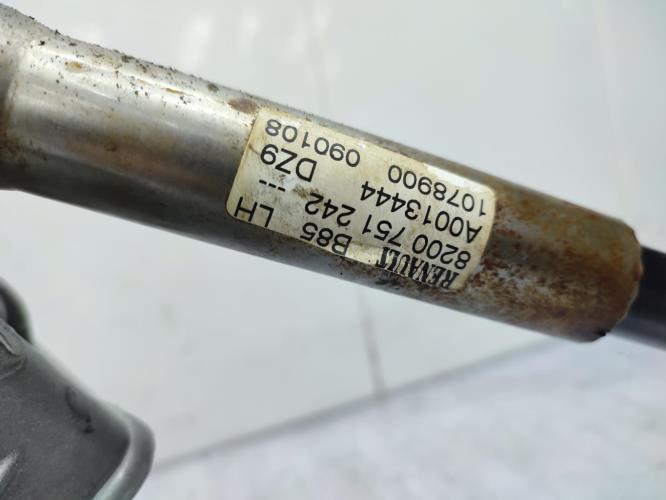 RENAULT B85 LH
8200 751 242 ---
A0013444 DZ9
1078900 090108